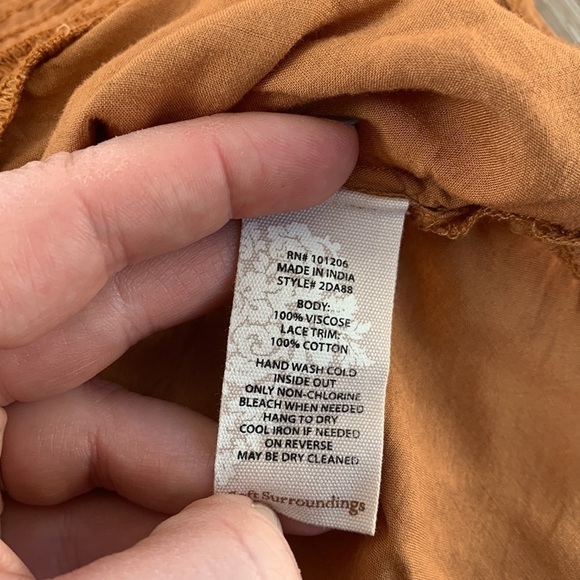 RN# 101206
MADE IN INDIA
STYLE# 2DA88
BODY:
100% VISCOSE
LACE TRIM:
100% COTTON
HAND WASH COLD
INSIDE OUT
ONLY NON-CHLORINE
BLEACH WHEN NEEDED
HANG TO DRY
COOL IRON IF NEEDED
ON REVERSE
MAY BE DRY CLEANED
Soft Surroundings